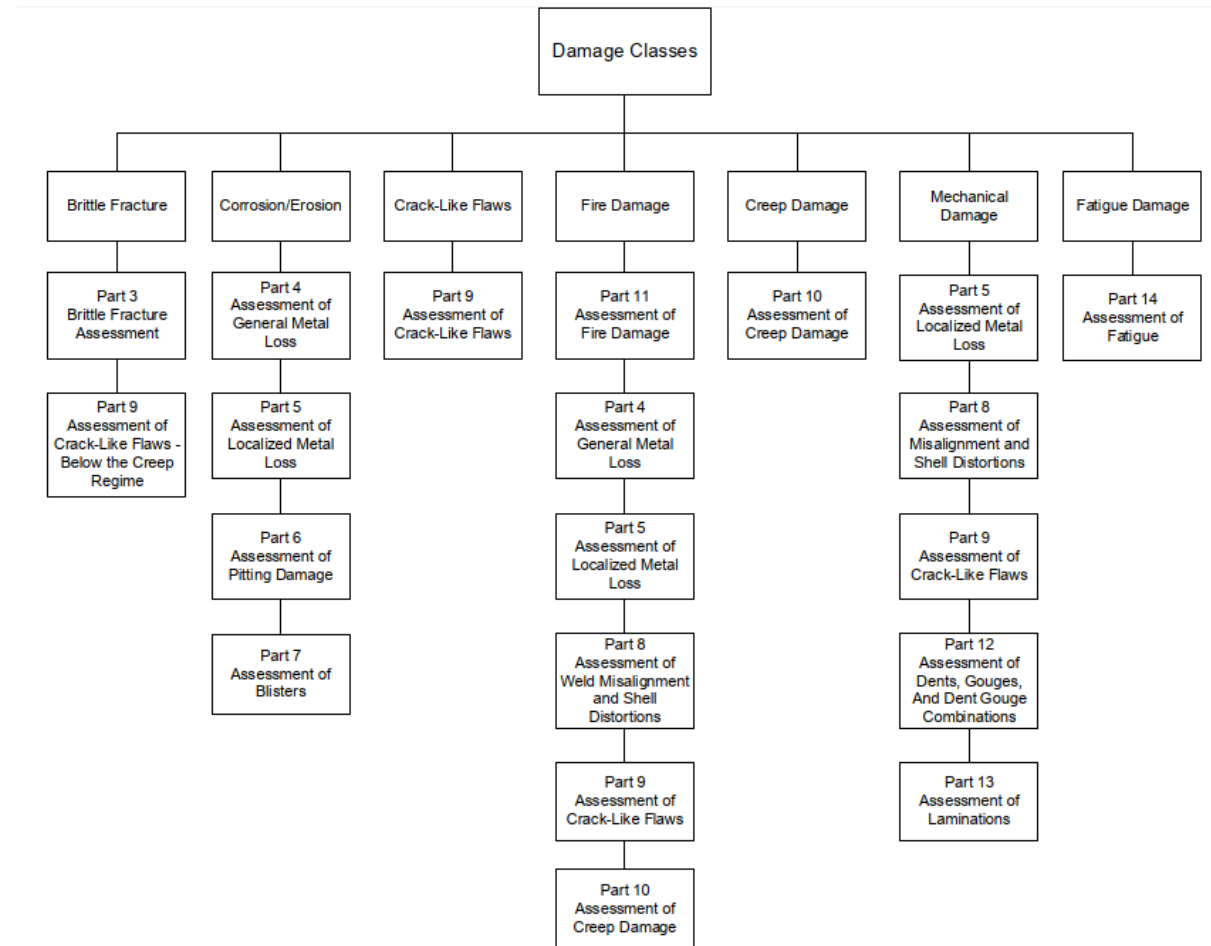 Damage Classes
Brittle Fracture
Corrosion/Erosion
Crack-Like Flaws
Fire Damage
Creep Damage
Mechanical
Damage
Fatigue Damage
Part 3
Brittle Fracture
Assessment
Part 9
Assessment of
Crack-Like Flaws -
Below the Creep
Regime
Part 4
Assessment of
General Metal
Loss
Part 5
Assessment of
Localized Metal
Loss
Part 6
Assessment of
Pitting Damage
Part 7
Assessment of
Blisters
Part 9
Assessment of
Crack-Like Flaws
Part 11
Assessment of
Fire Damage
Part 4
Assessment of
General Metal
Loss
Part 5
Assessment of
Localized Metal
Loss
Part 8
Assessment of
Weld Misalignment
and Shell
Distortions
Part 9
Assessment of
Crack-Like Flaws
Part 10
Assessment of
Creep Damage
Part 10
Assessment of
Creep Damage
Part 5
Assessment of
Localized Metal
Loss
Part 8
Assessment of
Misalignment and
Shell Distortions
Part 9
Assessment of
Crack-Like Flaws
Part 12
Assessment of
Dents, Gouges,
And Dent Gouge
Combinations
Part 13
Assessment of
Laminations
Part 14
Assessment of
Fatigue